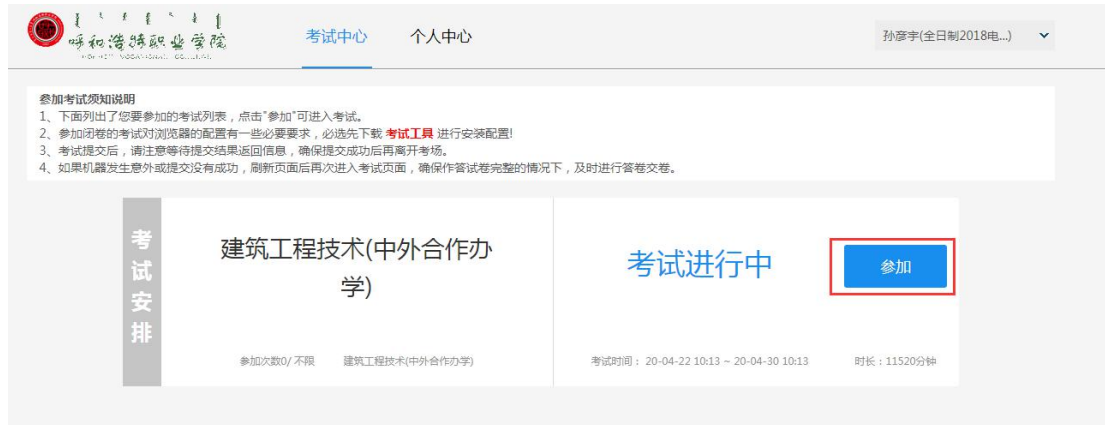 呼和浩特职业学院
考试中心
个人中心
孙彦宇(全日制2018电...)
参加考试须知说明
1、下面列出了您要参加的考试列表，点击"参加"可进入考试。
2、参加闭卷的考试对浏览器的配置有一些必要要求，必选先下载 考试工具 进行安装配置!
3、考试提交后，请注意等待提交结果返回信息，确保提交成功后再离开考场。
4、如果机器发生意外或提交没有成功，刷新页面后再次进入考试页面，确保作答试卷完整的情况下，及时进行答卷交卷。
考试安排
建筑工程技术(中外合作办
学)
考试进行中
参加
参加次数0/ 不限
建筑工程技术(中外合作办学)
考试时间： 20-04-22 10:13 ~ 20-04-30 10:13
时长：11520分钟